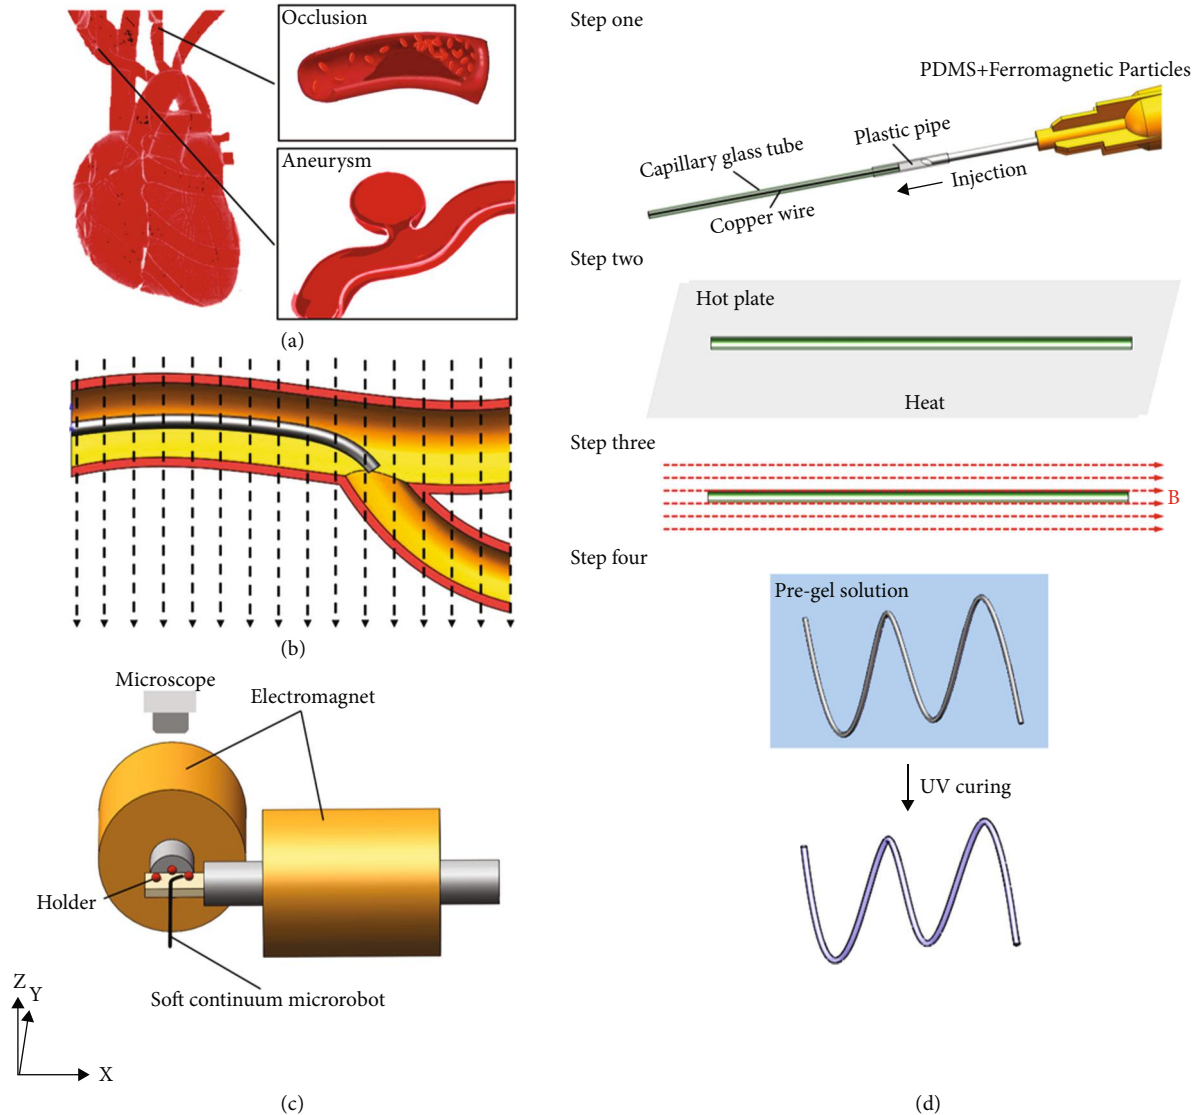 Occlusion
Aneurysm
(a)
(b)
Microscope
Electromagnet
Holder
Soft continuum microrobot
Z
Y
X
(c)
Step one
PDMS+Ferromagnetic Particles
Plastic pipe
Capillary glass tube
Injection
Copper wire
Step two
Hot plate
Heat
Step three
B
Step four
Pre-gel solution
UV curing
(d)